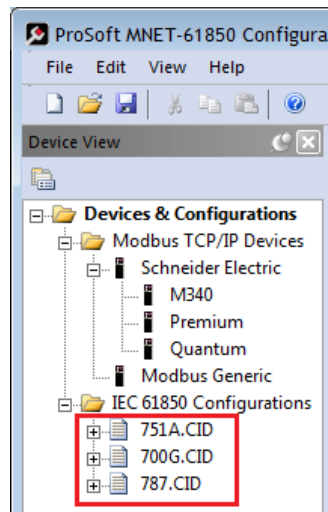 ProSoft MNET-61850 Configura
File Edit View Help
Device View
Devices & Configurations
Modbus TCP/IP Devices
Schneider Electric
M340
Premium
Quantum
Modbus Generic
IEC 61850 Configurations
751A.CID
700G.CID
787.CID